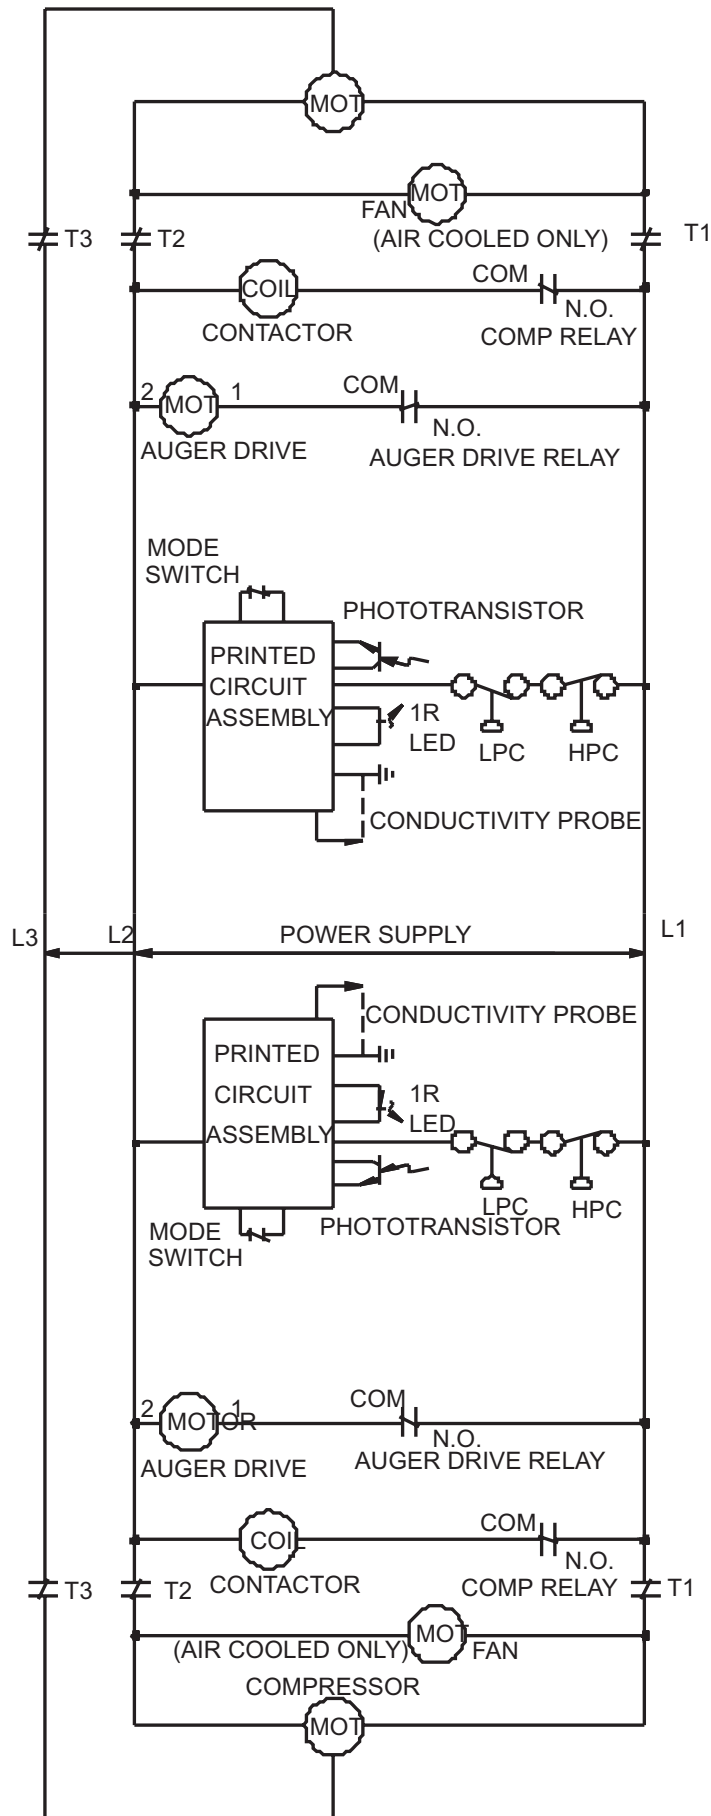 MOT
MOT
FAN
(AIR COOLED ONLY)
T3
T2
T1
COIL
COM
N.O.
CONTACTOR
COMP RELAY
2
MOT
1
COM
N.O.
AUGER DRIVE
AUGER DRIVE RELAY
MODE
SWITCH
PHOTOTRANSISTOR
PRINTED
CIRCUIT
ASSEMBLY
1R
LED
LPC
HPC
CONDUCTIVITY PROBE
L3
L2
POWER SUPPLY
L1
CONDUCTIVITY PROBE
PRINTED
CIRCUIT
ASSEMBLY
1R
LED
LPC
HPC
PHOTOTRANSISTOR
MODE
SWITCH
2
MOTOR
1
COM
N.O.
AUGER DRIVE
AUGER DRIVE RELAY
COIL
COM
N.O.
CONTACTOR
COMP RELAY
T3
T2
T1
(AIR COOLED ONLY)
MOT
FAN
COMPRESSOR
MOT